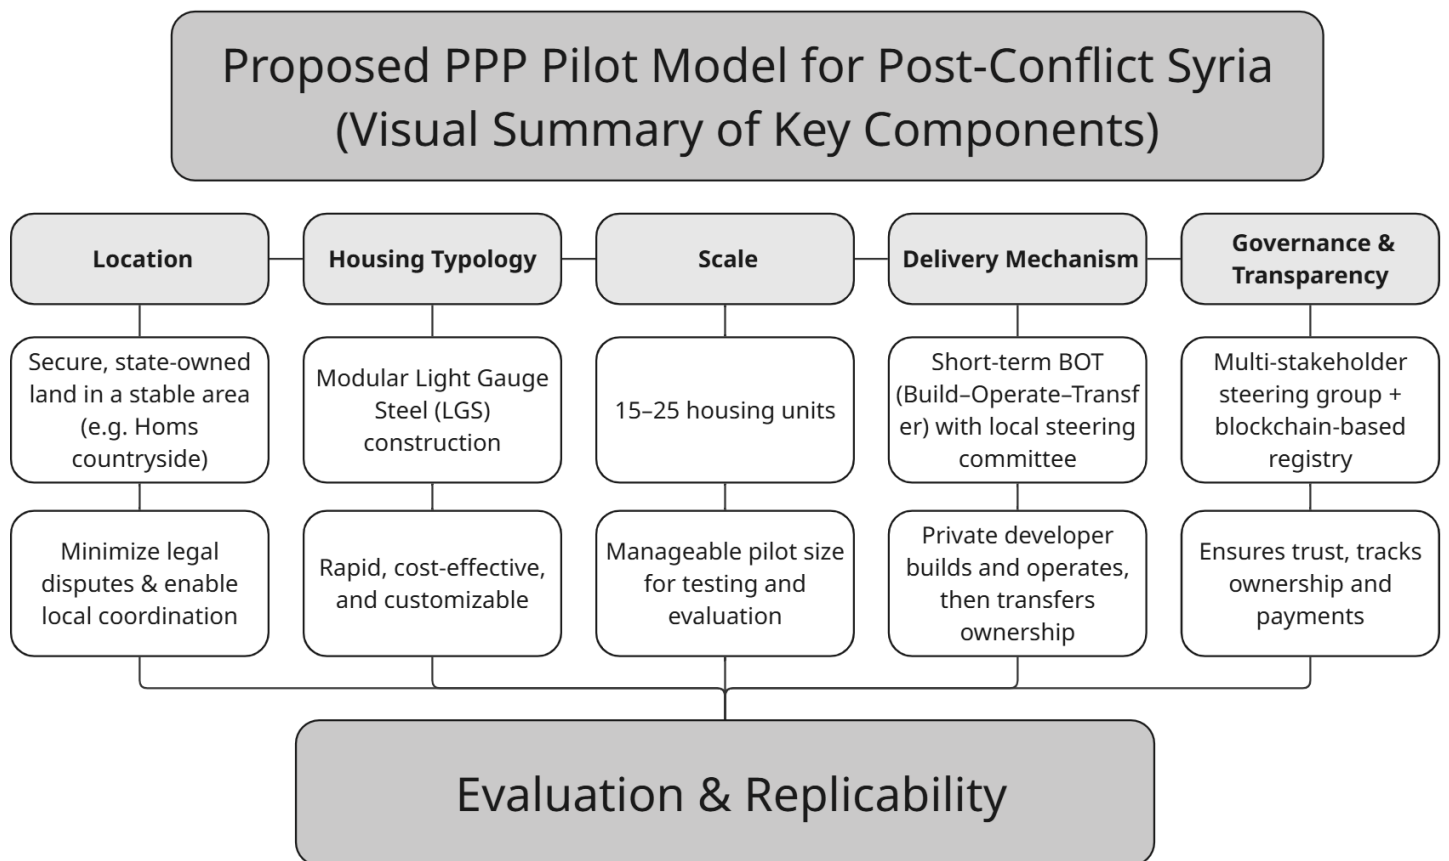 Proposed PPP Pilot Model for Post-Conflict Syria
(Visual Summary of Key Components)
Location
Housing Typology
Scale
Delivery Mechanism
Governance &
Transparency
Secure, state-owned
land in a stable area
(e.g. Homs
countryside)
Modular Light Gauge
Steel (LGS)
construction
15–25 housing units
Short-term BOT
(Build–Operate–Transf
er) with local steering
committee
Multi-stakeholder
steering group +
blockchain-based
registry
Minimize legal
disputes & enable
local coordination
Rapid, cost-effective,
and customizable
Manageable pilot size
for testing and
evaluation
Private developer
builds and operates,
then transfers
ownership
Ensures trust, tracks
ownership and
payments
Evaluation & Replicability